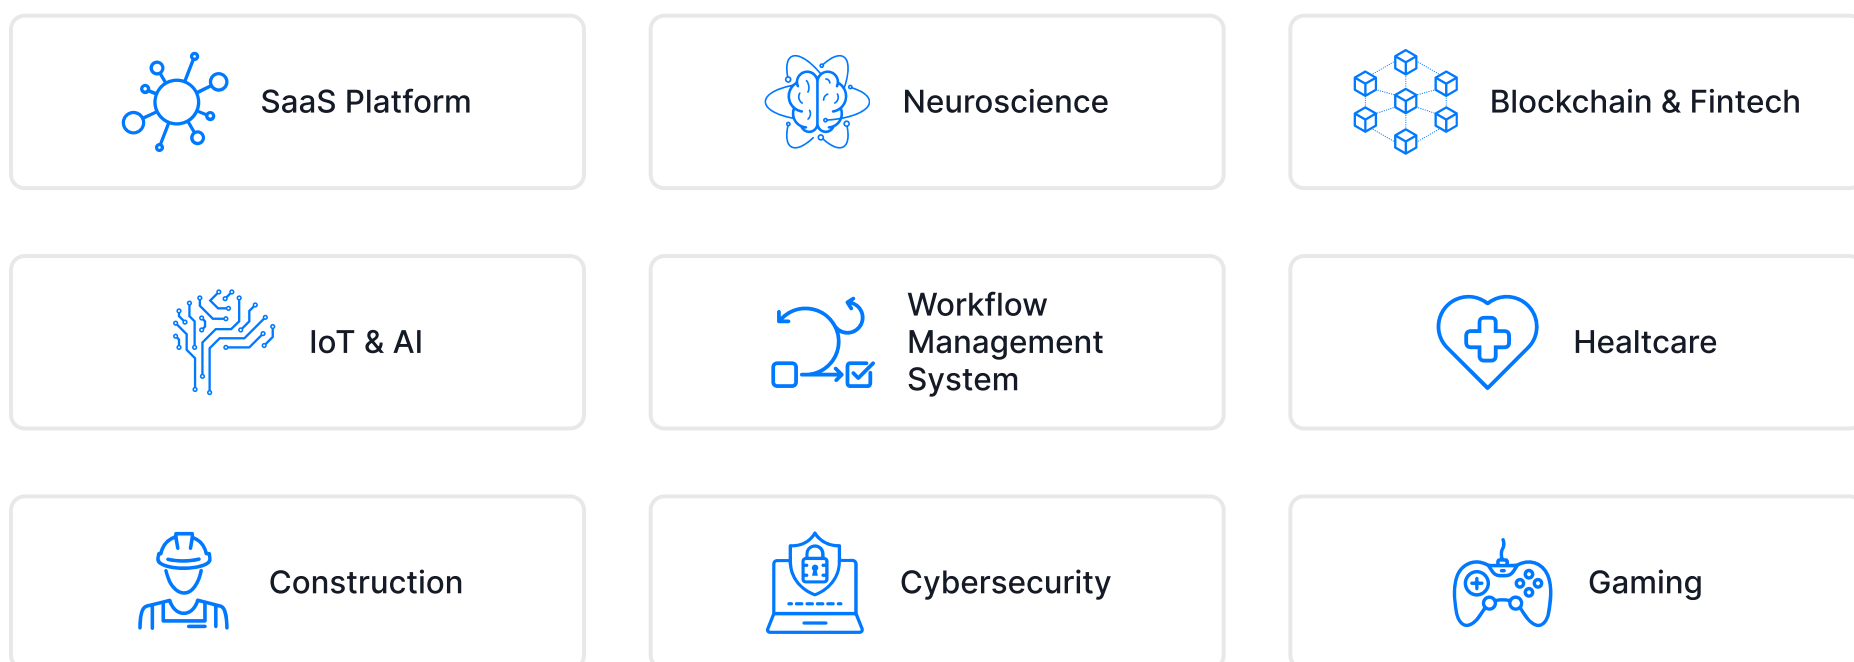 SaaS Platform
Neuroscience
Blockchain & Fintech
IoT & AI
Workflow
Management
System
Healtcare
Construction
Cybersecurity
Gaming